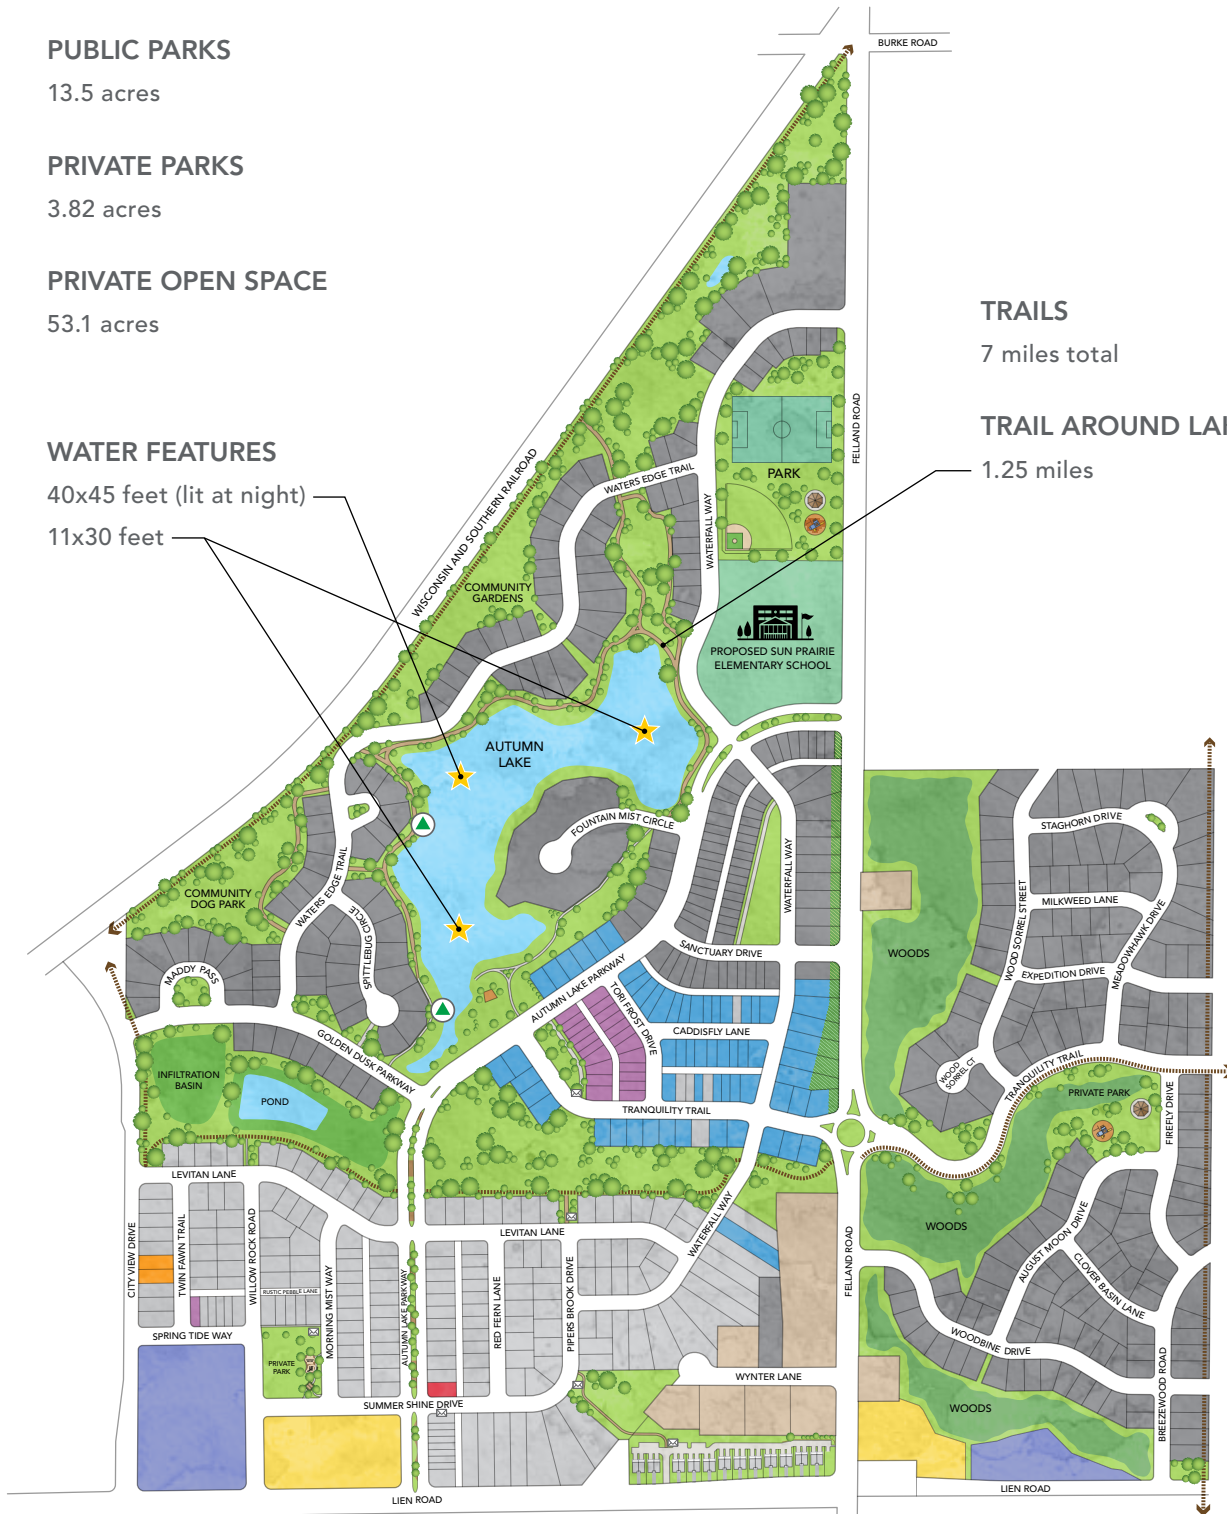 PUBLIC PARKS
13.5 acres
PRIVATE PARKS
3.82 acres
PRIVATE OPEN SPACE
53.1 acres
WATER FEATURES
40x45 feet (lit at night)
11x30 feet
TRAILS
7 miles total
TRAIL AROUND LAK
1.25 miles
BURKE ROAD
FELLAND ROAD
WISCONSIN AND SOUTHERN RAILROAD
WATERS EDGE TRAIL
PARK
WATERFALL WAY
COMMUNITY
GARDENS
PROPOSED SUN PRAIRIE
ELEMENTARY SCHOOL
AUTUMN
LAKE
FOUNTAIN MIST CIRCLE
WATERFALL WAY
STAGHORN DRIVE
MILKWEED LANE
WOOD SORREL STREET
MEADOWHAWK DRIVE
EXPEDITION DRIVE
WOODS
COMMUNITY
DOG PARK
WATERS EDGE TRAIL
SPITTLEBUG CIRCLE
MADDY PASS
SANCTUARY DRIVE
AUTUMN LAKE PARKWAY
TORI FROST DRIVE
CADDISFLY LANE
GOLDEN DUSK PARKWAY
INFILTRATION
BASIN
POND
TRANQUILITY TRAIL
WOOD
SORREL CT
TRANQUILITY TRAIL
PRIVATE PARK
FIREFLY DRIVE
LEVITAN LANE
LEVITAN LANE
WATERFALL WAY
WOODS
AUGUST MOON DRIVE
CLOVER BASIN LANE
CITY VIEW DRIVE
TWIN FAWN TRAIL
WILLOW ROCK ROAD
RUSTIC PEBBLE LANE
MORNING MIST WAY
AUTUMN LAKE PARKWAY
RED FERN LANE
PIPERS BROOK DRIVE
FELLAND ROAD
SPRING TIDE WAY
PRIVATE
PARK
WOODBINE DRIVE
BREEZEWOOD ROAD
WYNTER LANE
SUMMER SHINE DRIVE
WOODS
LIEN ROAD
LIEN ROAD